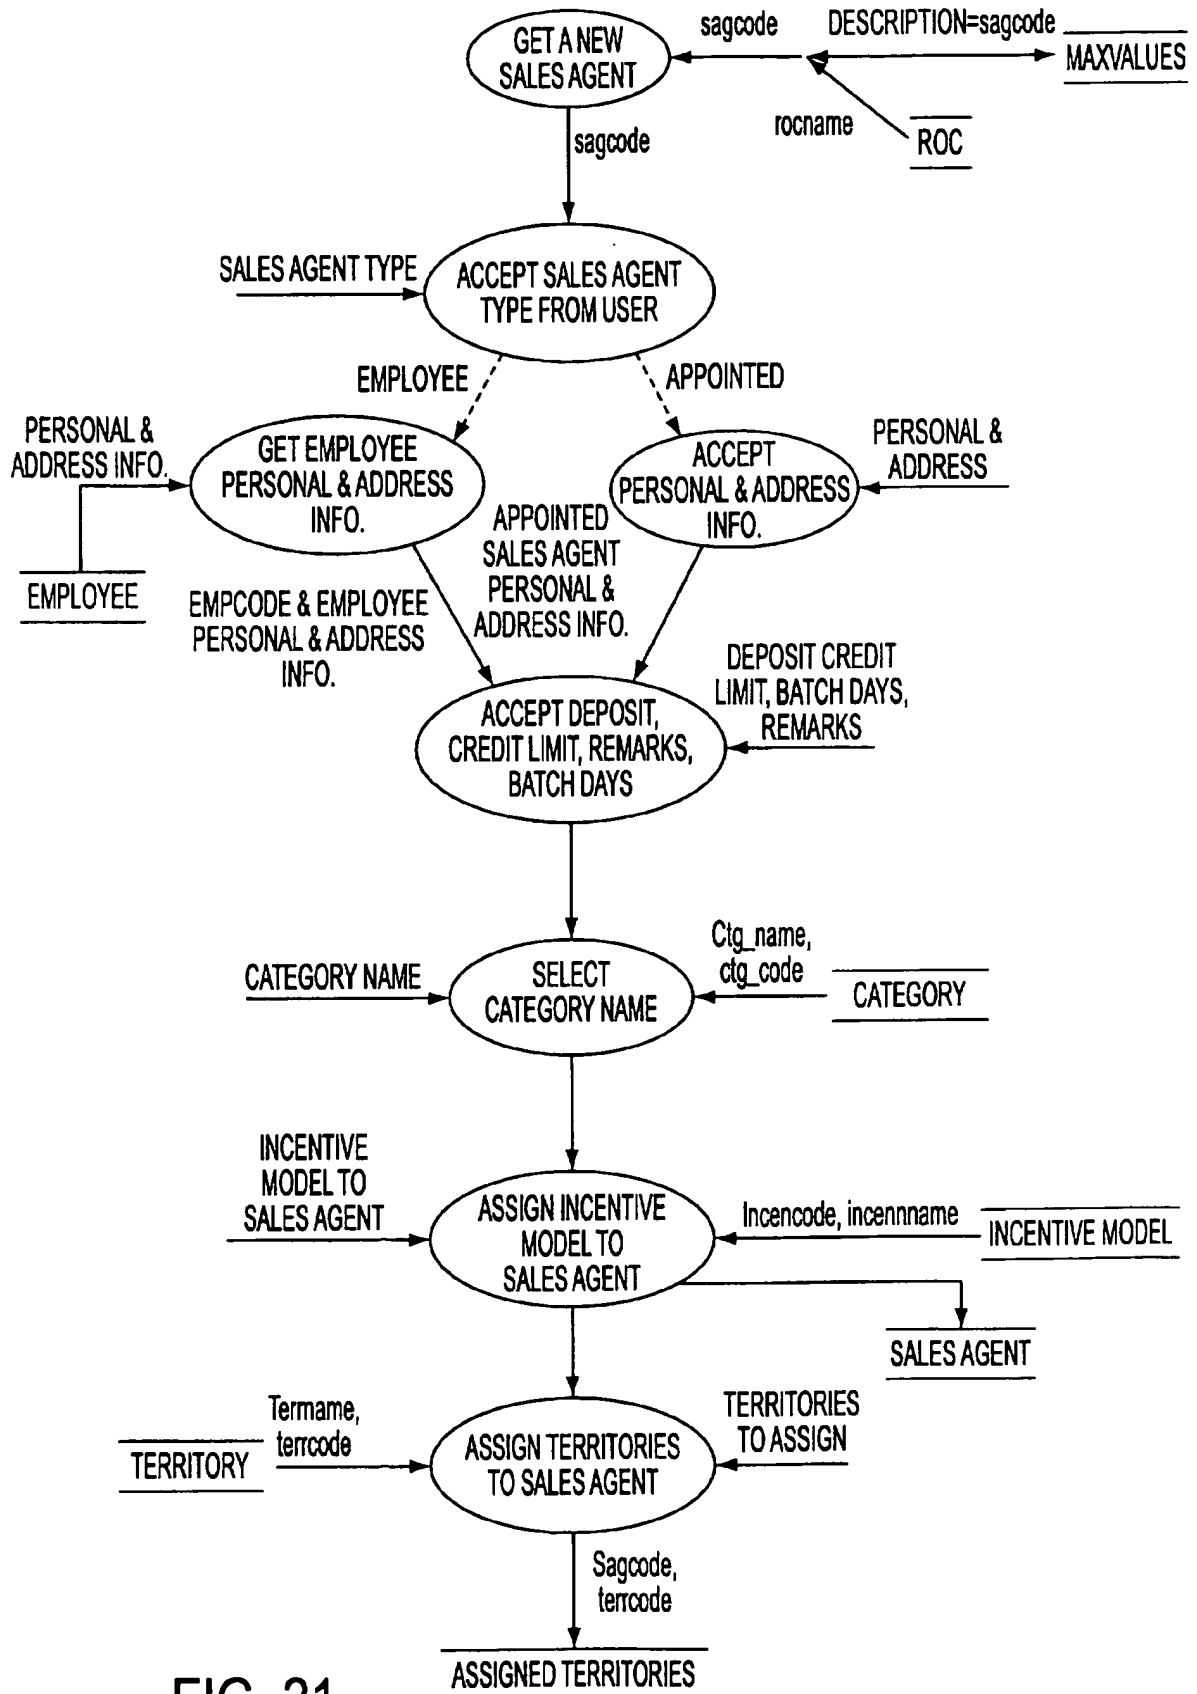 GET A NEW
SALES AGENT
sagcode
DESCRIPTION=sagcode
MAXVALUES
rocname
ROC
sagcode
SALES AGENT TYPE
ACCEPT SALES AGENT
TYPE FROM USER
EMPLOYEE
APPOINTED
PERSONAL &
ADDRESS INFO.
GET EMPLOYEE
PERSONAL & ADDRESS
INFO.
ACCEPT
PERSONAL & ADDRESS
INFO.
PERSONAL &
ADDRESS
EMPLOYEE
EMPCODE & EMPLOYEE
PERSONAL & ADDRESS
INFO.
APPOINTED
SALES AGENT
PERSONAL &
ADDRESS INFO.
ACCEPT DEPOSIT,
CREDIT LIMIT, REMARKS,
BATCH DAYS
DEPOSIT CREDIT
LIMIT, BATCH DAYS,
REMARKS
CATEGORY NAME
SELECT
CATEGORY NAME
Ctg_name,
ctg_code
CATEGORY
INCENTIVE
MODEL TO
SALES AGENT
ASSIGN INCENTIVE
MODEL TO
SALES AGENT
Incencode, incennname
INCENTIVE MODEL
SALES AGENT
TERRITORY
Terrname,
terrcode
ASSIGN TERRITORIES
TO SALES AGENT
TERRITORIES
TO ASSIGN
Sagcode,
terrcode
ASSIGNED TERRITORIES
FIG. 21